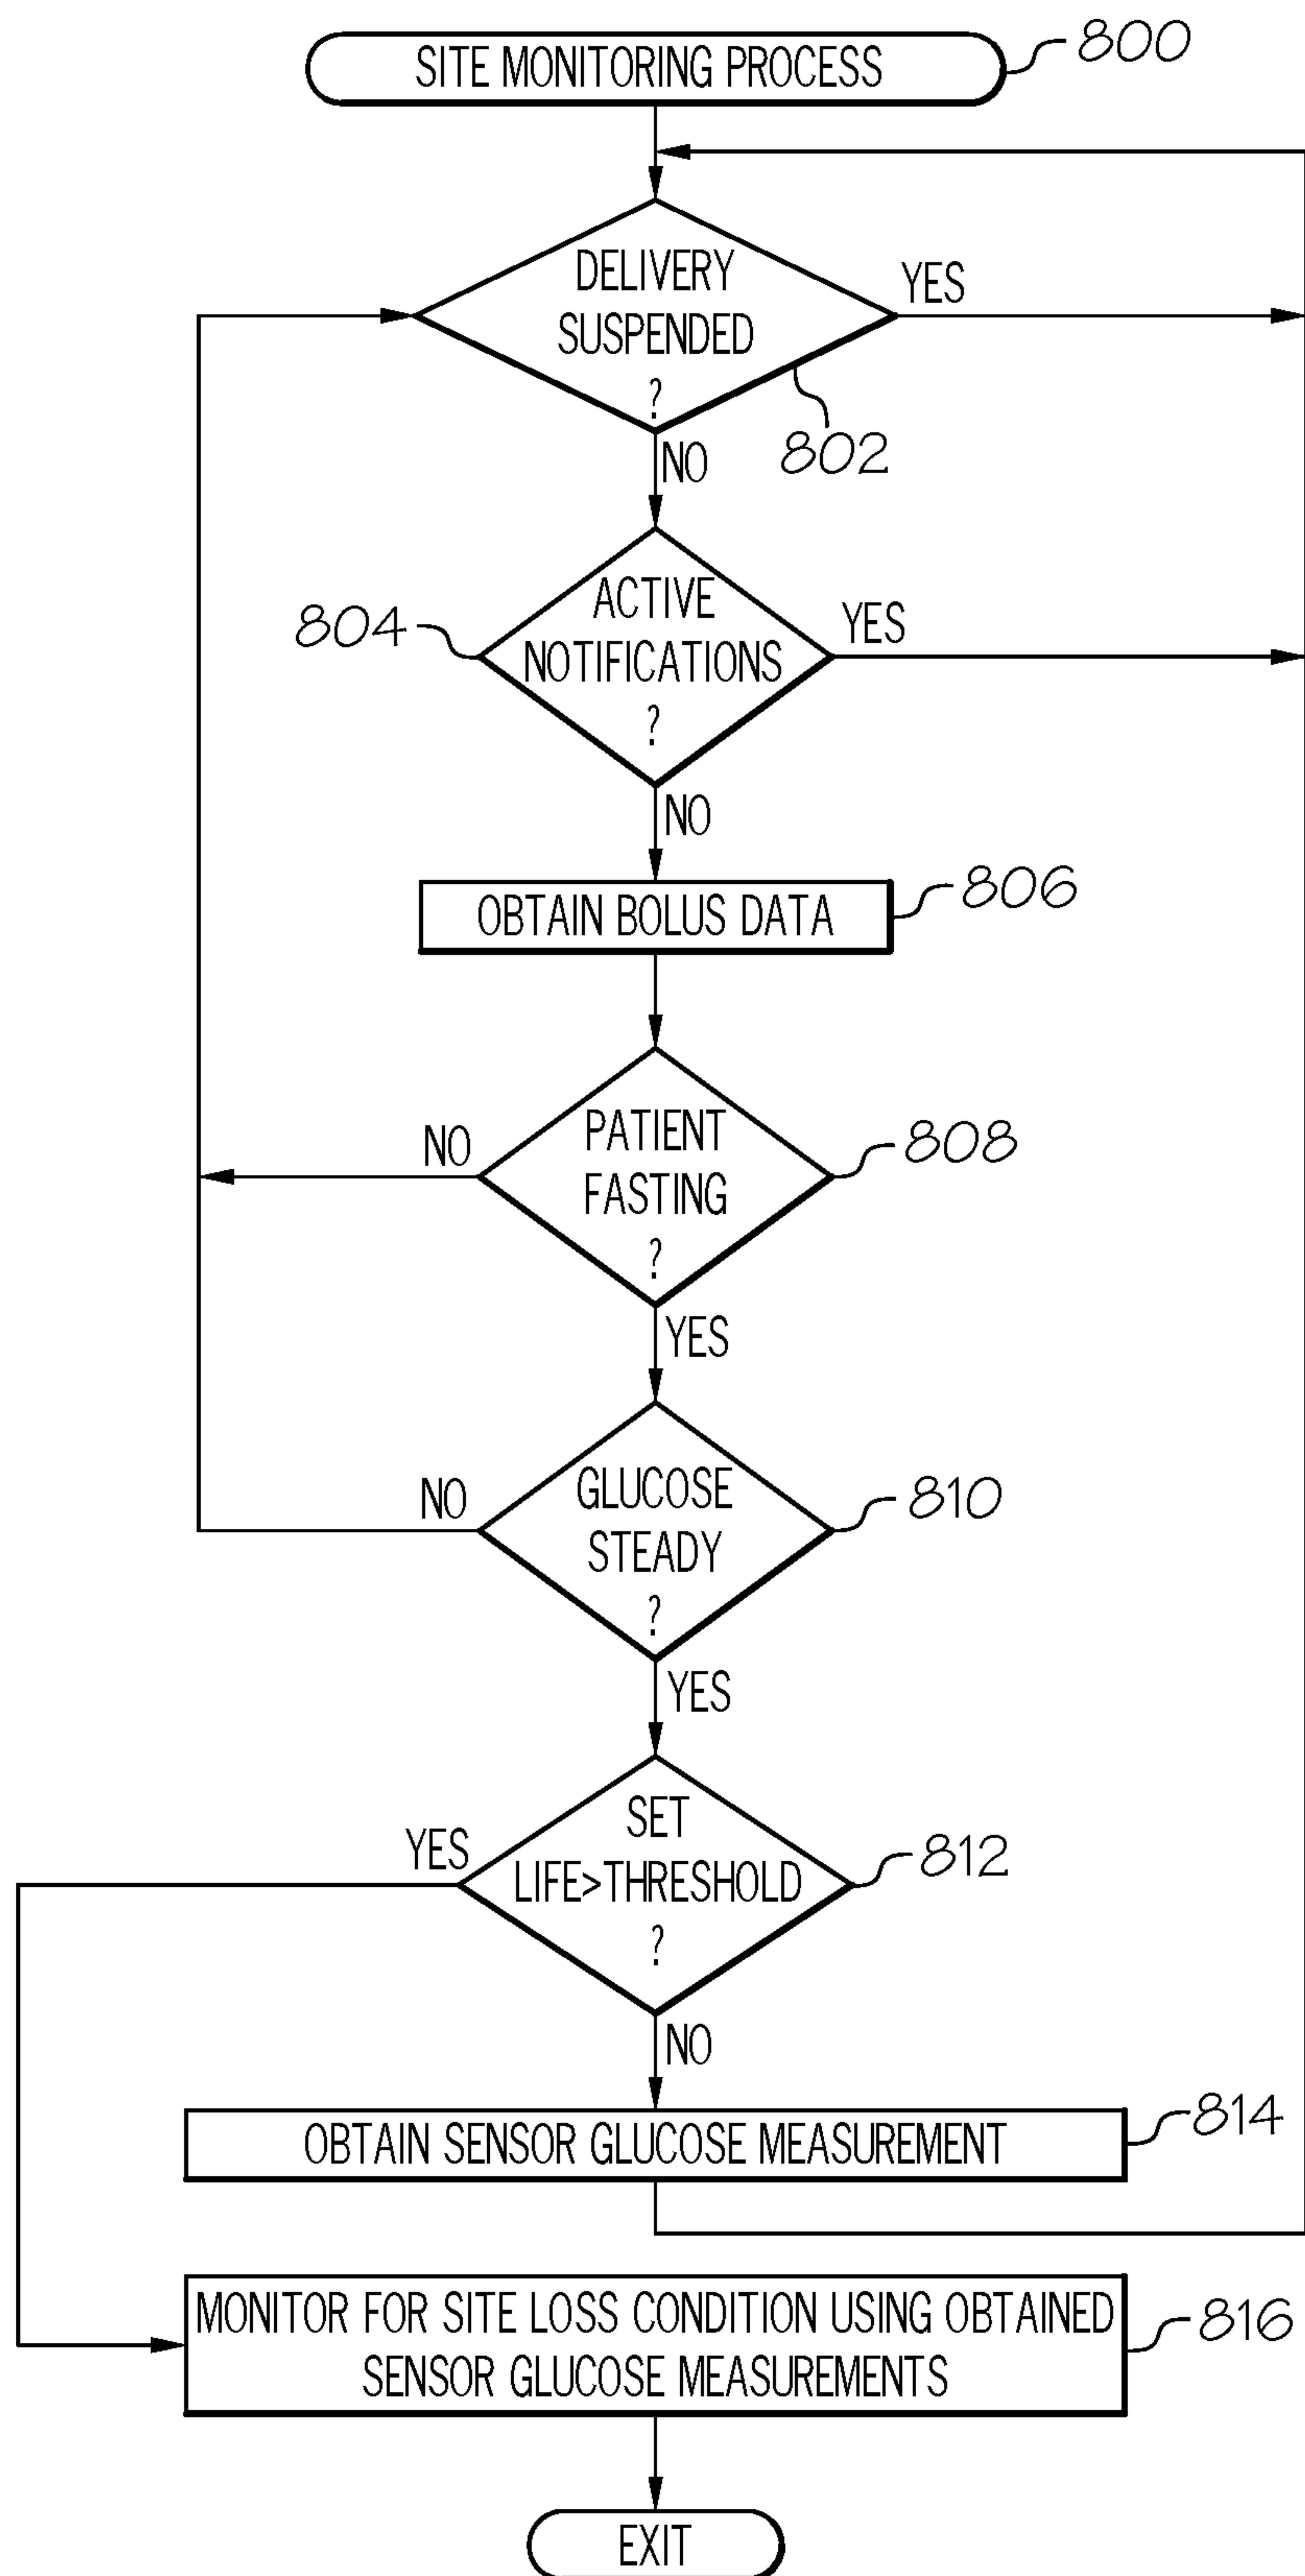 SITE MONITORING PROCESS
800
DELIVERY
SUSPENDED
?
YES
802
NO
ACTIVE
NOTIFICATIONS
?
804
YES
NO
OBTAIN BOLUS DATA
806
PATIENT
FASTING
?
NO
808
YES
GLUCOSE
STEADY
?
NO
810
YES
SET
LIFE>THRESHOLD
?
YES
812
NO
OBTAIN SENSOR GLUCOSE MEASUREMENT
814
MONITOR FOR SITE LOSS CONDITION USING OBTAINED
SENSOR GLUCOSE MEASUREMENTS
816
EXIT